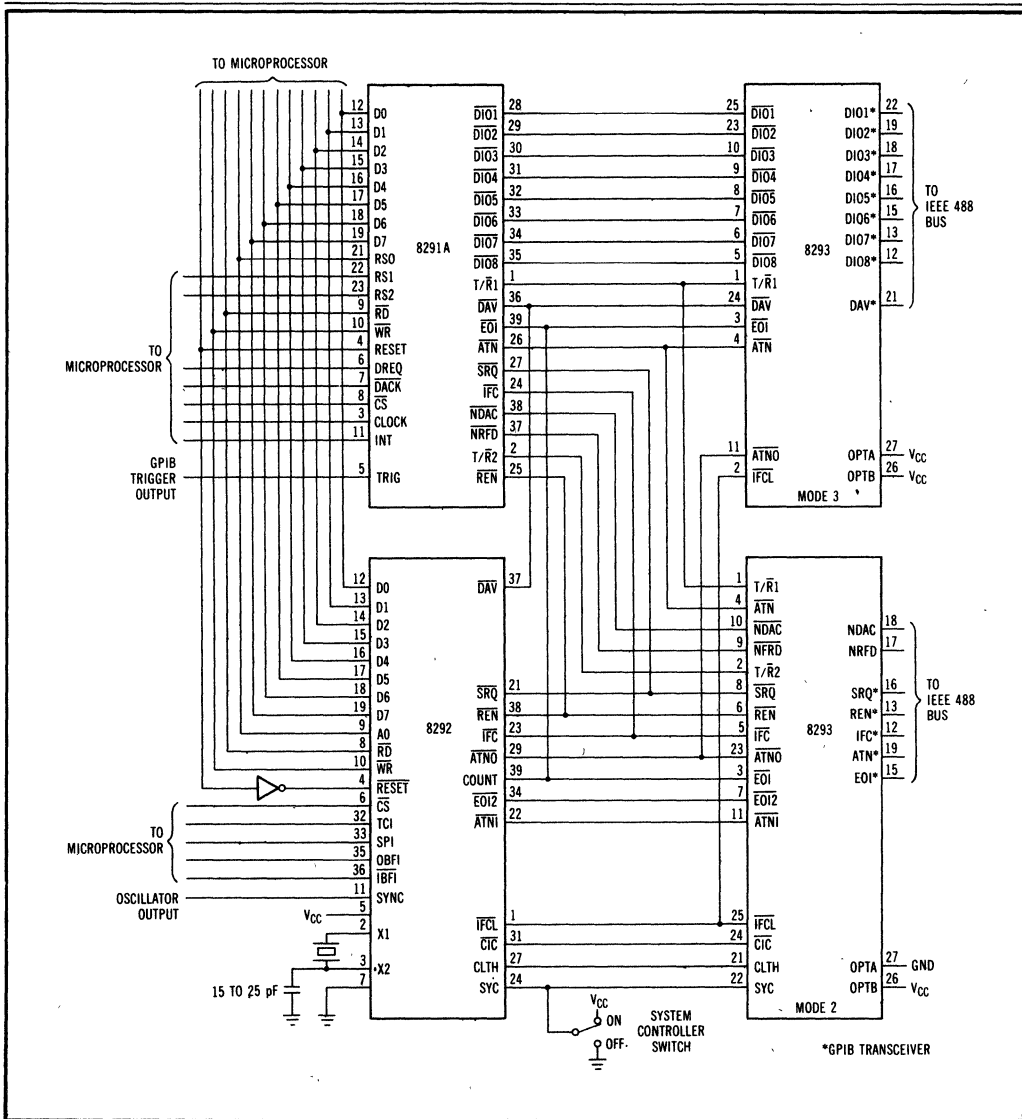 TO MICROPROCESSOR
12 D0
13 D1
14 D2
15 D3
16 D4
17 D5
18 D6
19 D7
21 RS0
22 RS1
23 RS2
9 RD
10 WR
4 RESET
6 DREQ
7 DACK
8 CS
3 CLOCK
11 INT
5 TRIG
TO
MICROPROCESSOR
GPIB
TRIGGER
OUTPUT
8291A
DIO1 28
DIO2 29
DIO3 30
DIO4 31
DIO5 32
DIO6 33
DIO7 34
DIO8 35
T/R1 1
DAV 36
EOI 39
ATN 26
SRQ 27
IFC 24
NDAC 38
NRFD 37
T/R2 2
REN 25
25 DIO1
23 DIO2
10 DIO3
9 DIO4
8 DIO5
7 DIO6
6 DIO7
5 DIO8
1 T/R1
24 DAV
3 EOI
4 ATN
11 ATNO
2 IFCL
8293
MODE 3
DIO1* 22
DIO2* 19
DIO3* 18
DIO4* 17
DIO5* 16
DIO6* 15
DIO7* 13
DIO8* 12
DAV* 21
TO
IEEE 488
BUS
OPTA 27 VCC
OPTB 26 VCC
12 D0
13 D1
14 D2
15 D3
16 D4
17 D5
18 D6
19 D7
9 A0
8 RD
10 WR
4 RESET
6 CS
32 TCI
33 SPI
35 OBFI
36 IBFI
11 SYNC
VCC 5
2 X1
3 X2
7
TO
MICROPROCESSOR
OSCILLATOR
OUTPUT
15 TO 25 pF
8292
DAV 37
SRQ 21
REN 38
IFC 23
ATNO 29
COUNT 39
EOI2 34
ATNI 22
IFCL 1
CIC 31
CLTH 27
SYC 24
1 T/R1
4 ATN
10 NDAC
9 NFRD
2 T/R2
8 SRQ
6 REN
5 IFC
23 ATNO
3 EOI
7 EOI2
11 ATNI
25 IFCL
24 CIC
21 CLTH
22 SYC
8293
MODE 2
NDAC 18
NRFD 17
SRQ* 16
REN* 13
IFC* 12
ATN* 19
EOI* 15
TO
IEEE 488
BUS
OPTA 27 GND
OPTB 26 VCC
VCC
ON
OFF
SYSTEM
CONTROLLER
SWITCH
*GPIB TRANSCEIVER